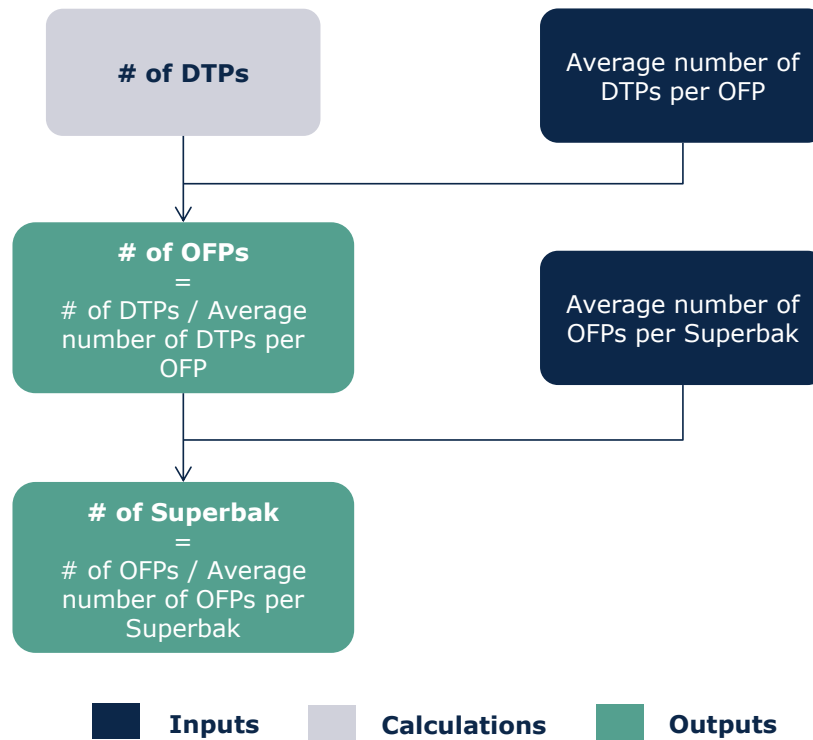 # of DTPs
Average number of
DTPs per OFP
# of OFPs
=
# of DTPs / Average
number of DTPs per
OFP
Average number of
OFPs per Superbak
# of Superbak
=
# of OFPs / Average
number of OFPs per
Superbak
Inputs
Calculations
Outputs